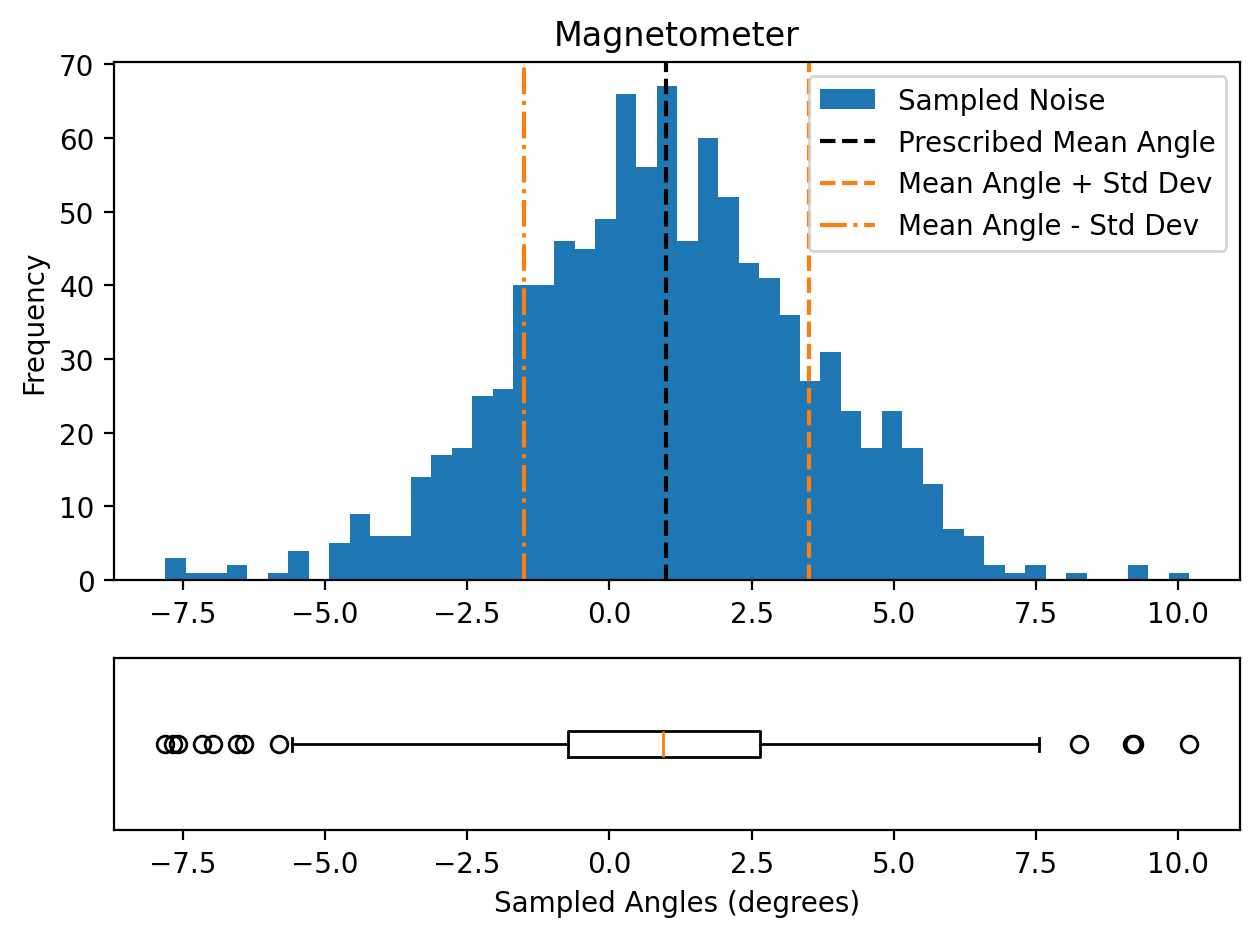 Magnetometer
70
60
50
40
30
20
10
0
Frequency
Sampled Noise
Prescribed Mean Angle
Mean Angle + Std Dev
Mean Angle - Std Dev
−7.5 −5.0 −2.5 0.0 2.5 5.0 7.5 10.0
−7.5 −5.0 −2.5 0.0 2.5 5.0 7.5 10.0
Sampled Angles (degrees)